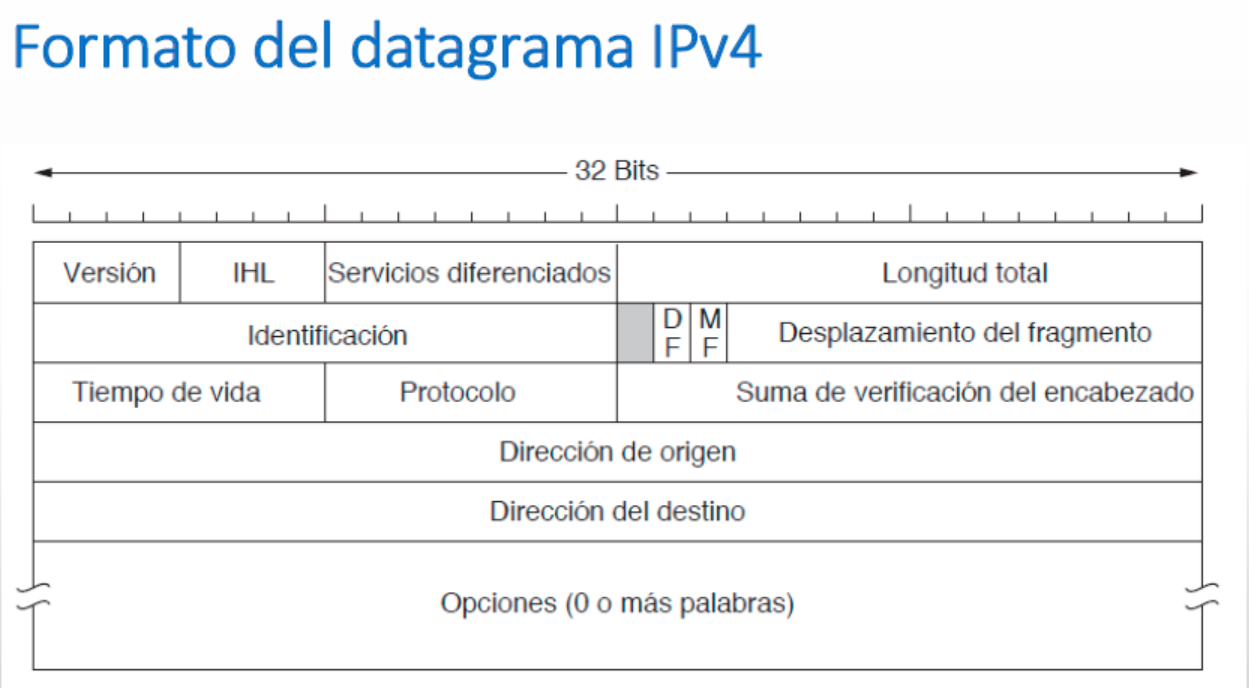 Formato del datagrama IPv4
32 Bits
Versión IHL Servicios diferenciados Longitud total
Identificación DF MF Desplazamiento del fragmento
Tiempo de vida Protocolo Suma de verificación del encabezado
Dirección de origen
Dirección del destino
Opciones (0 o más palabras)